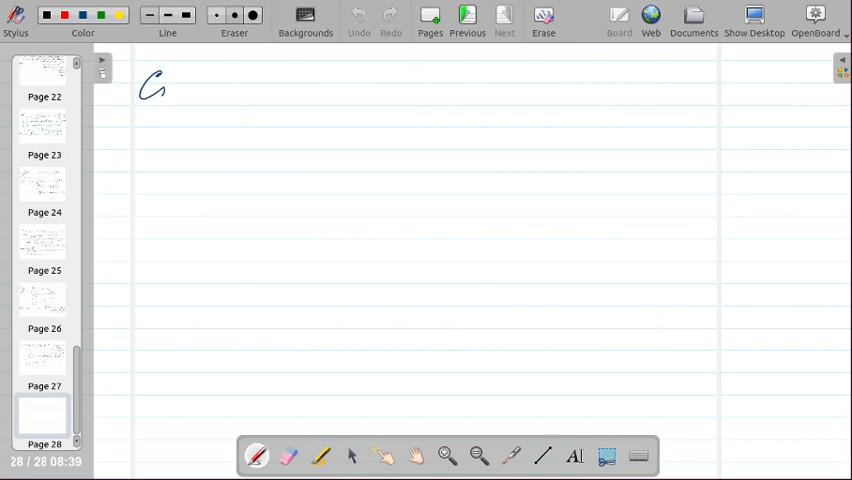 Stylus Color Line Eraser Backgrounds Undo Redo Pages Previous Next Erase Board Web Documents Show Desktop OpenBoard
Page 22
Page 23
Page 24
Page 25
Page 26
Page 27
Page 28
28 / 28 08:39
G
AI